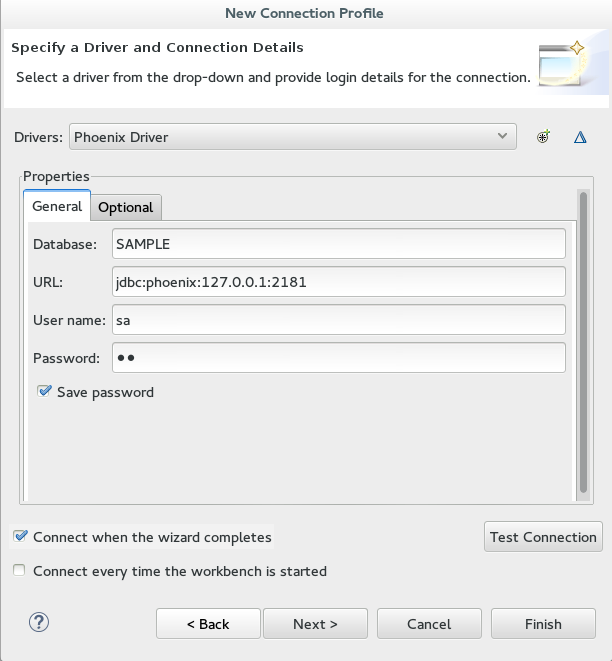 New Connection Profile
Specify a Driver and Connection Details
Select a driver from the drop-down and provide login details for the connection.
Drivers: Phoenix Driver
Properties
General Optional
Database: SAMPLE
URL: jdbc:phoenix:127.0.0.1:2181
User name: sa
Password: ●●
Save password
Connect when the wizard completes Test Connection
Connect every time the workbench is started
? < Back Next > Cancel Finish